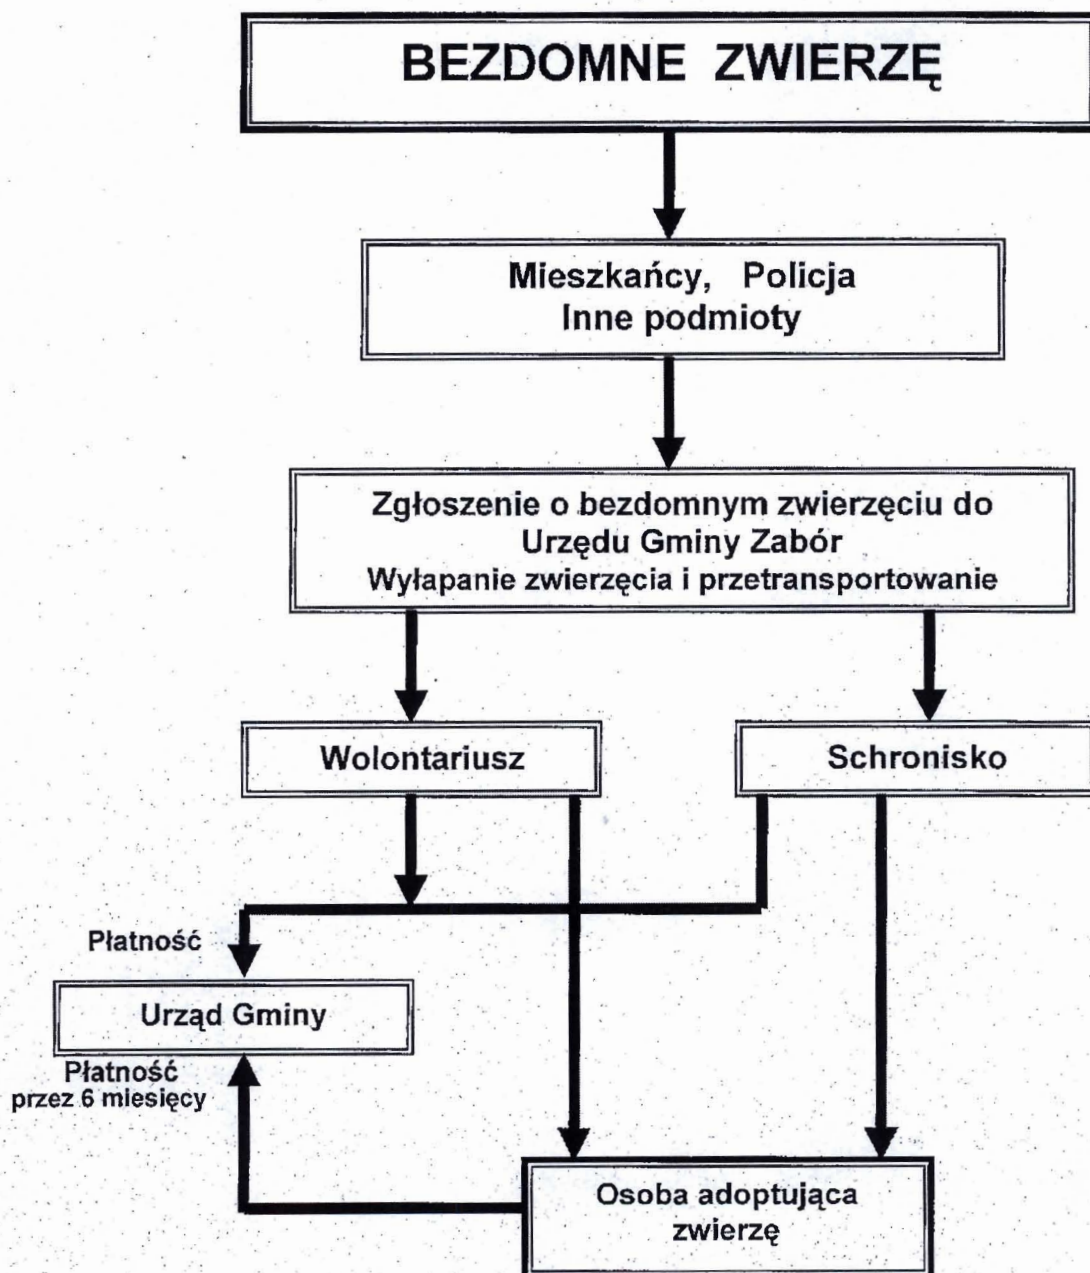 BEZDOMNE ZWIERZĘ
Mieszkańcy, Policja
Inne podmioty
Zgłoszenie o bezdomnym zwierzęciu do
Urzędu Gminy Zabór
Wyłapanie zwierzęcia i przetransportowanie
Wolontariusz
Schronisko
Płatność
Urząd Gminy
Płatność
przez 6 miesięcy
Osoba adoptująca
zwierzę